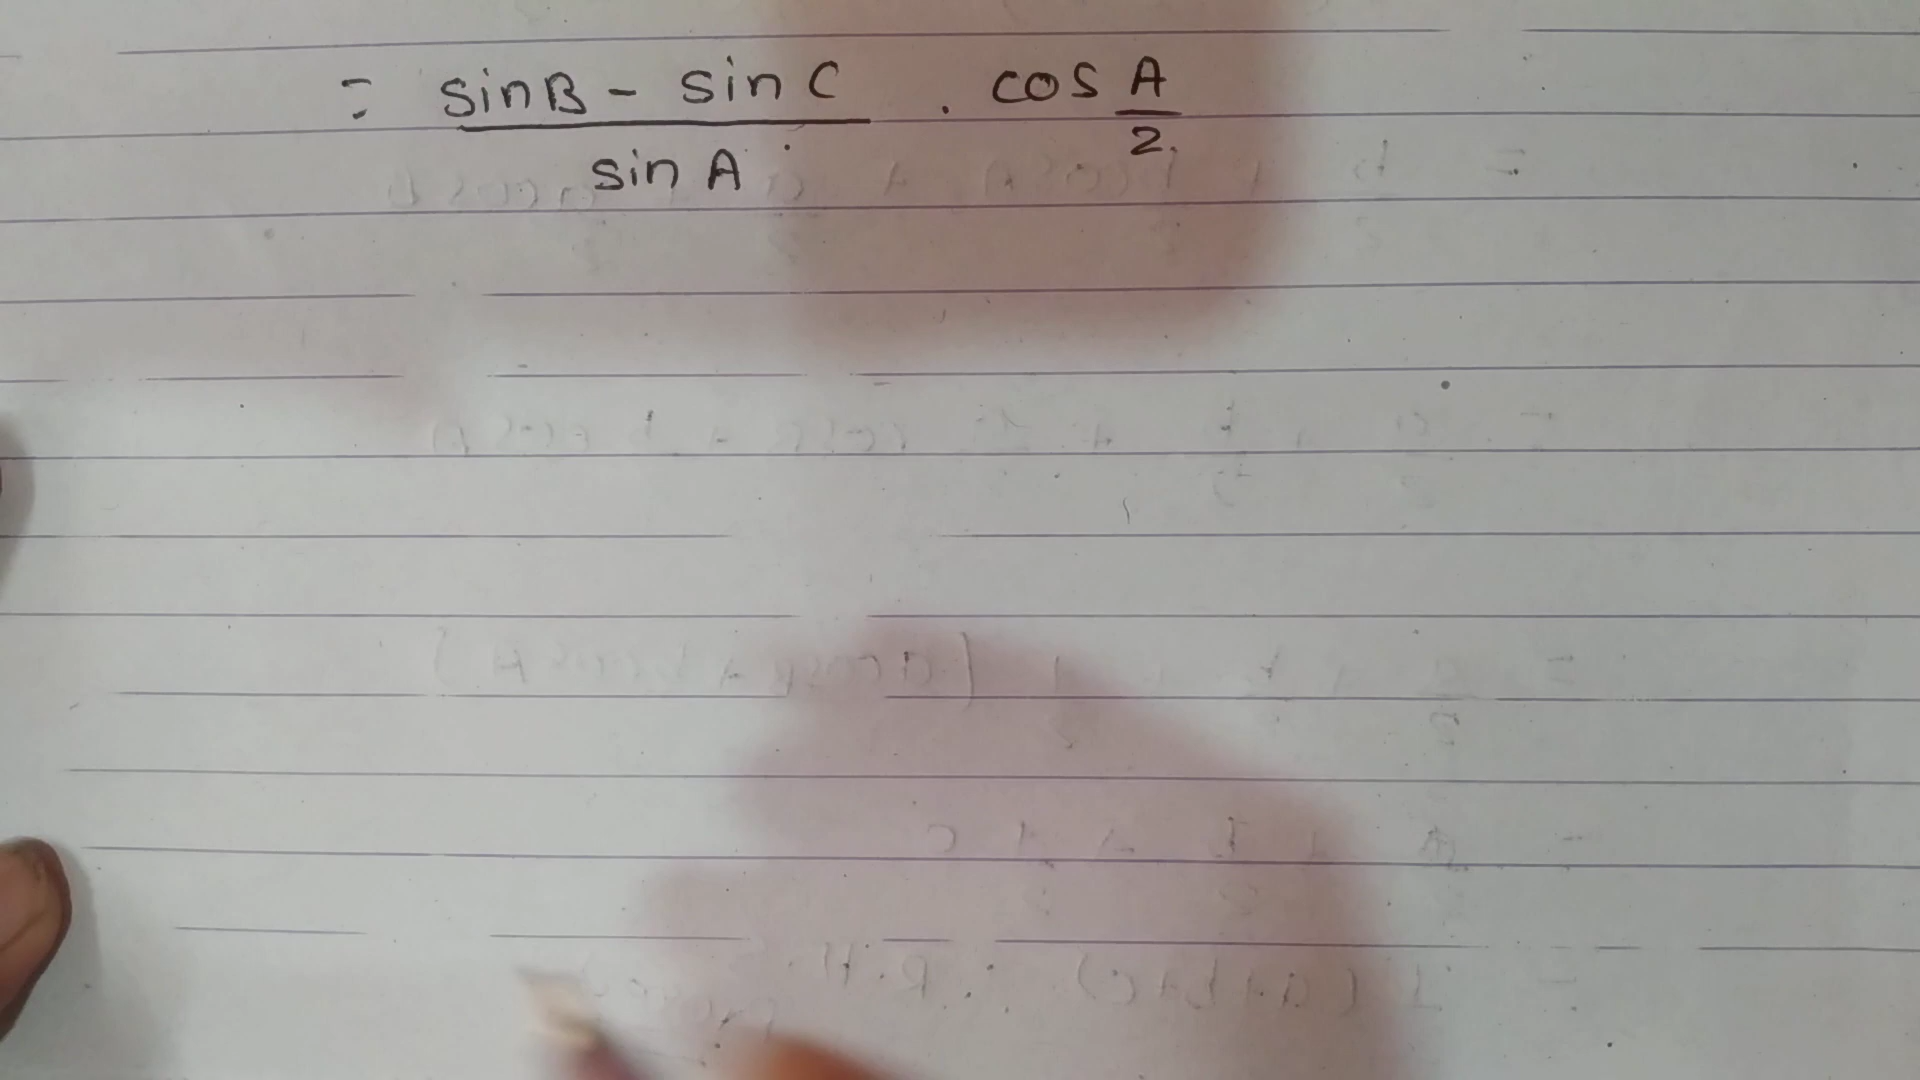 = sinB - sin C . cos A
sin A 2